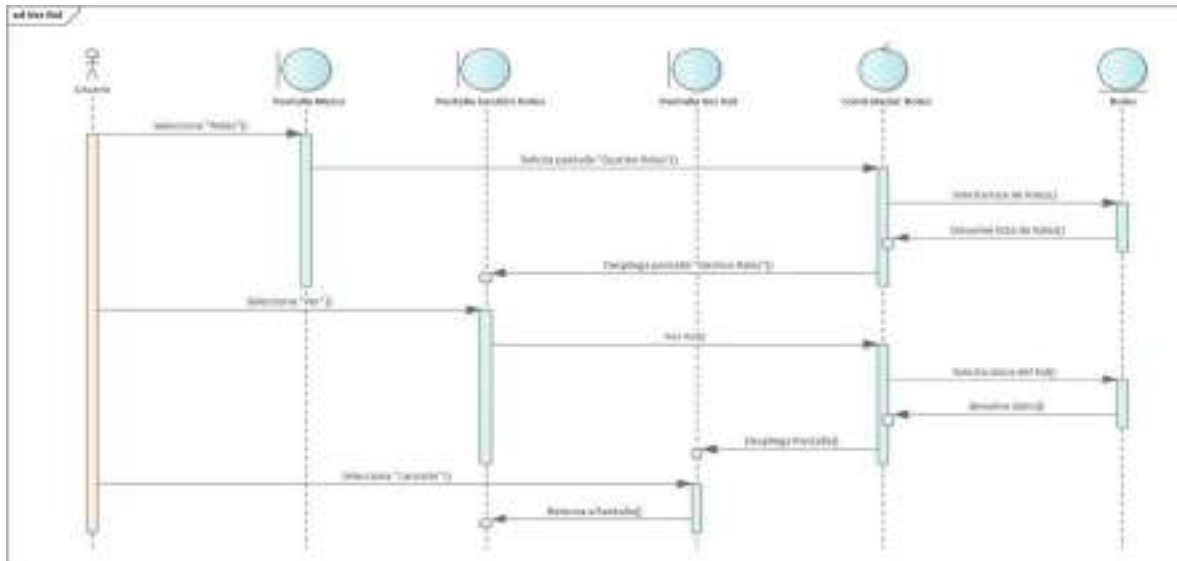 sd Ver Rol
Usuario
Pantalla Menú
Pantalla Gestión Roles
Pantalla Ver Rol
Controlador Roles
Roles
Selecciona "Roles"()
Solicita pantalla "Gestión Roles"()
Solicita lista de Roles()
Devuelve lista de Roles()
Despliega pantalla "Gestión Roles"()
Selecciona "Ver"()
Ver Rol()
Solicita datos del Rol()
Devuelve datos()
Despliega Pantalla()
Selecciona "Cancelar"()
Retorna a Pantalla()